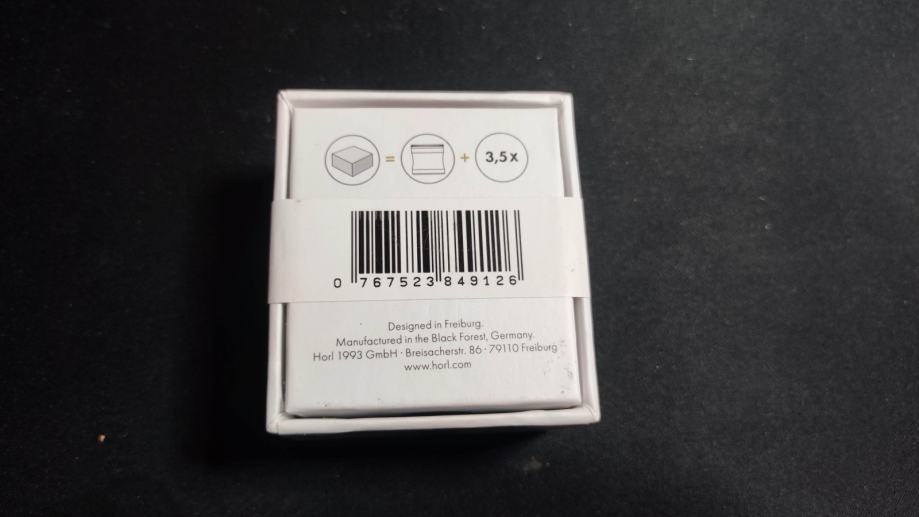 = + 3,5x
0 767523 849126
Designed in Freiburg.
Manufactured in the Black Forest, Germany.
Horl 1993 GmbH · Breisacherstr. 86 · 79110 Freiburg
www.horl.com